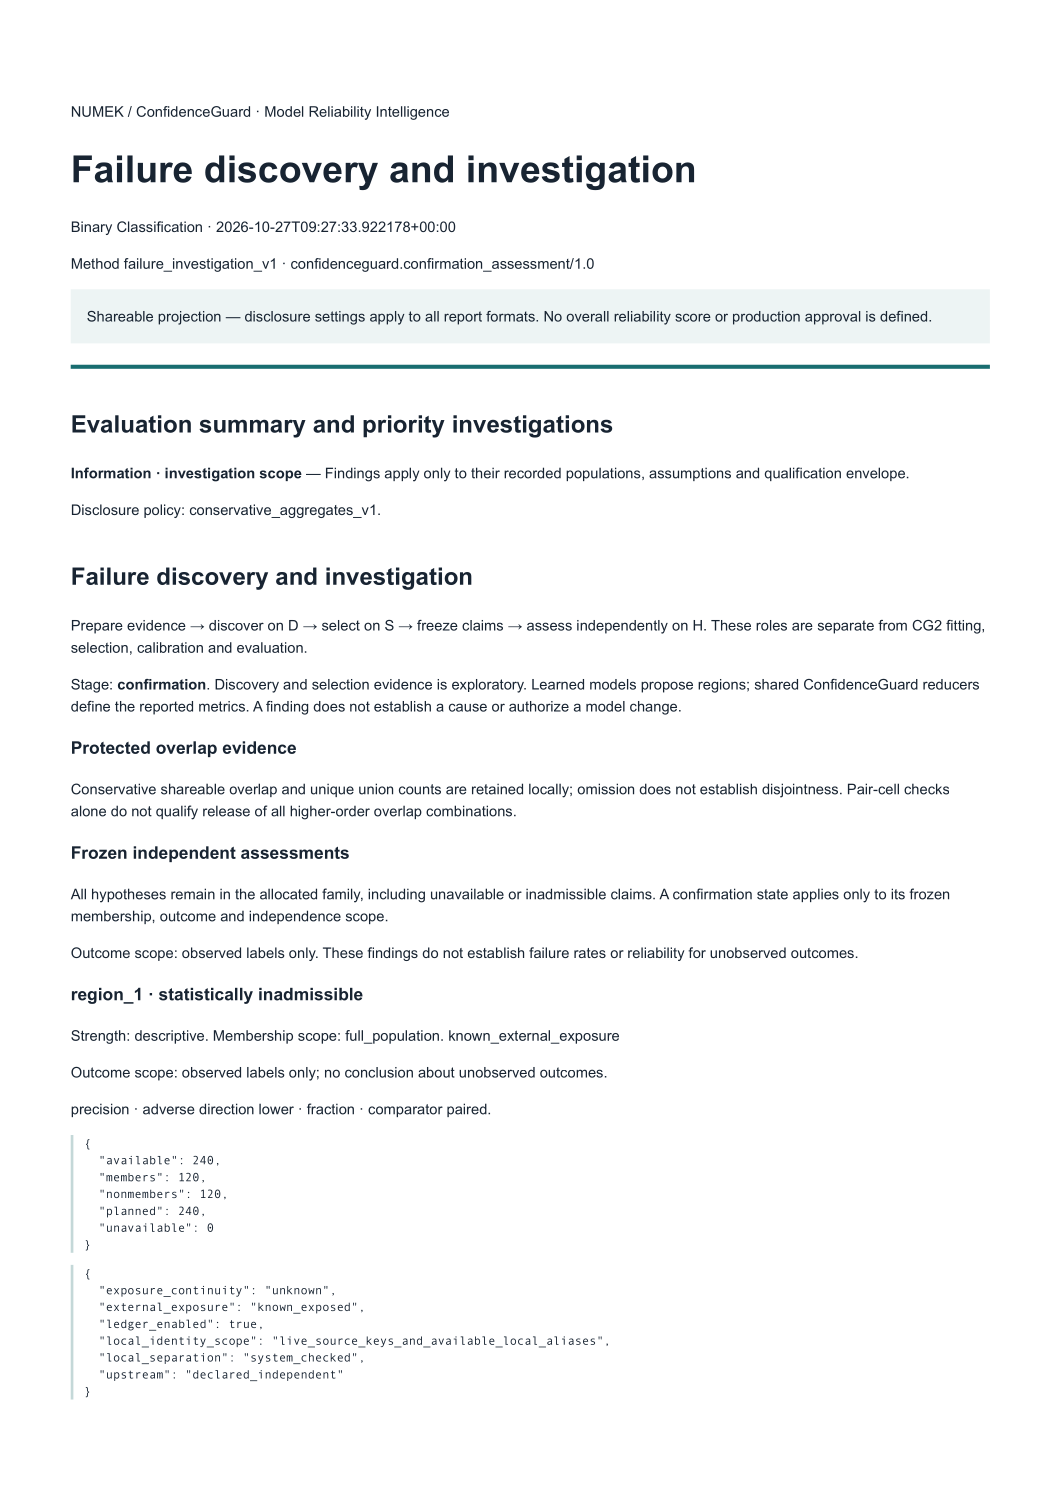 NUMEK / ConfidenceGuard · Model Reliability Intelligence
Failure discovery and investigation
Binary Classification · 2026-10-27T09:27:33.922178+00:00
Method failure_investigation_v1 · confidenceguard.confirmation_assessment/1.0
Shareable projection — disclosure settings apply to all report formats. No overall reliability score or production approval is defined.
Evaluation summary and priority investigations
Information · investigation scope — Findings apply only to their recorded populations, assumptions and qualification envelope.
Disclosure policy: conservative_aggregates_v1.
Failure discovery and investigation
Prepare evidence → discover on D → select on S → freeze claims → assess independently on H. These roles are separate from CG2 fitting,
selection, calibration and evaluation.
Stage: confirmation. Discovery and selection evidence is exploratory. Learned models propose regions; shared ConfidenceGuard reducers
define the reported metrics. A finding does not establish a cause or authorize a model change.
Protected overlap evidence
Conservative shareable overlap and unique union counts are retained locally; omission does not establish disjointness. Pair-cell checks
alone do not qualify release of all higher-order overlap combinations.
Frozen independent assessments
All hypotheses remain in the allocated family, including unavailable or inadmissible claims. A confirmation state applies only to its frozen
membership, outcome and independence scope.
Outcome scope: observed labels only. These findings do not establish failure rates or reliability for unobserved outcomes.
region_1 · statistically inadmissible
Strength: descriptive. Membership scope: full_population. known_external_exposure
Outcome scope: observed labels only; no conclusion about unobserved outcomes.
precision · adverse direction lower · fraction · comparator paired.
{
  "available": 240,
  "members": 120,
  "nonmembers": 120,
  "planned": 240,
  "unavailable": 0
}
{
  "exposure_continuity": "unknown",
  "external_exposure": "known_exposed",
  "ledger_enabled": true,
  "local_identity_scope": "live_source_keys_and_available_local_aliases",
  "local_separation": "system_checked",
  "upstream": "declared_independent"
}